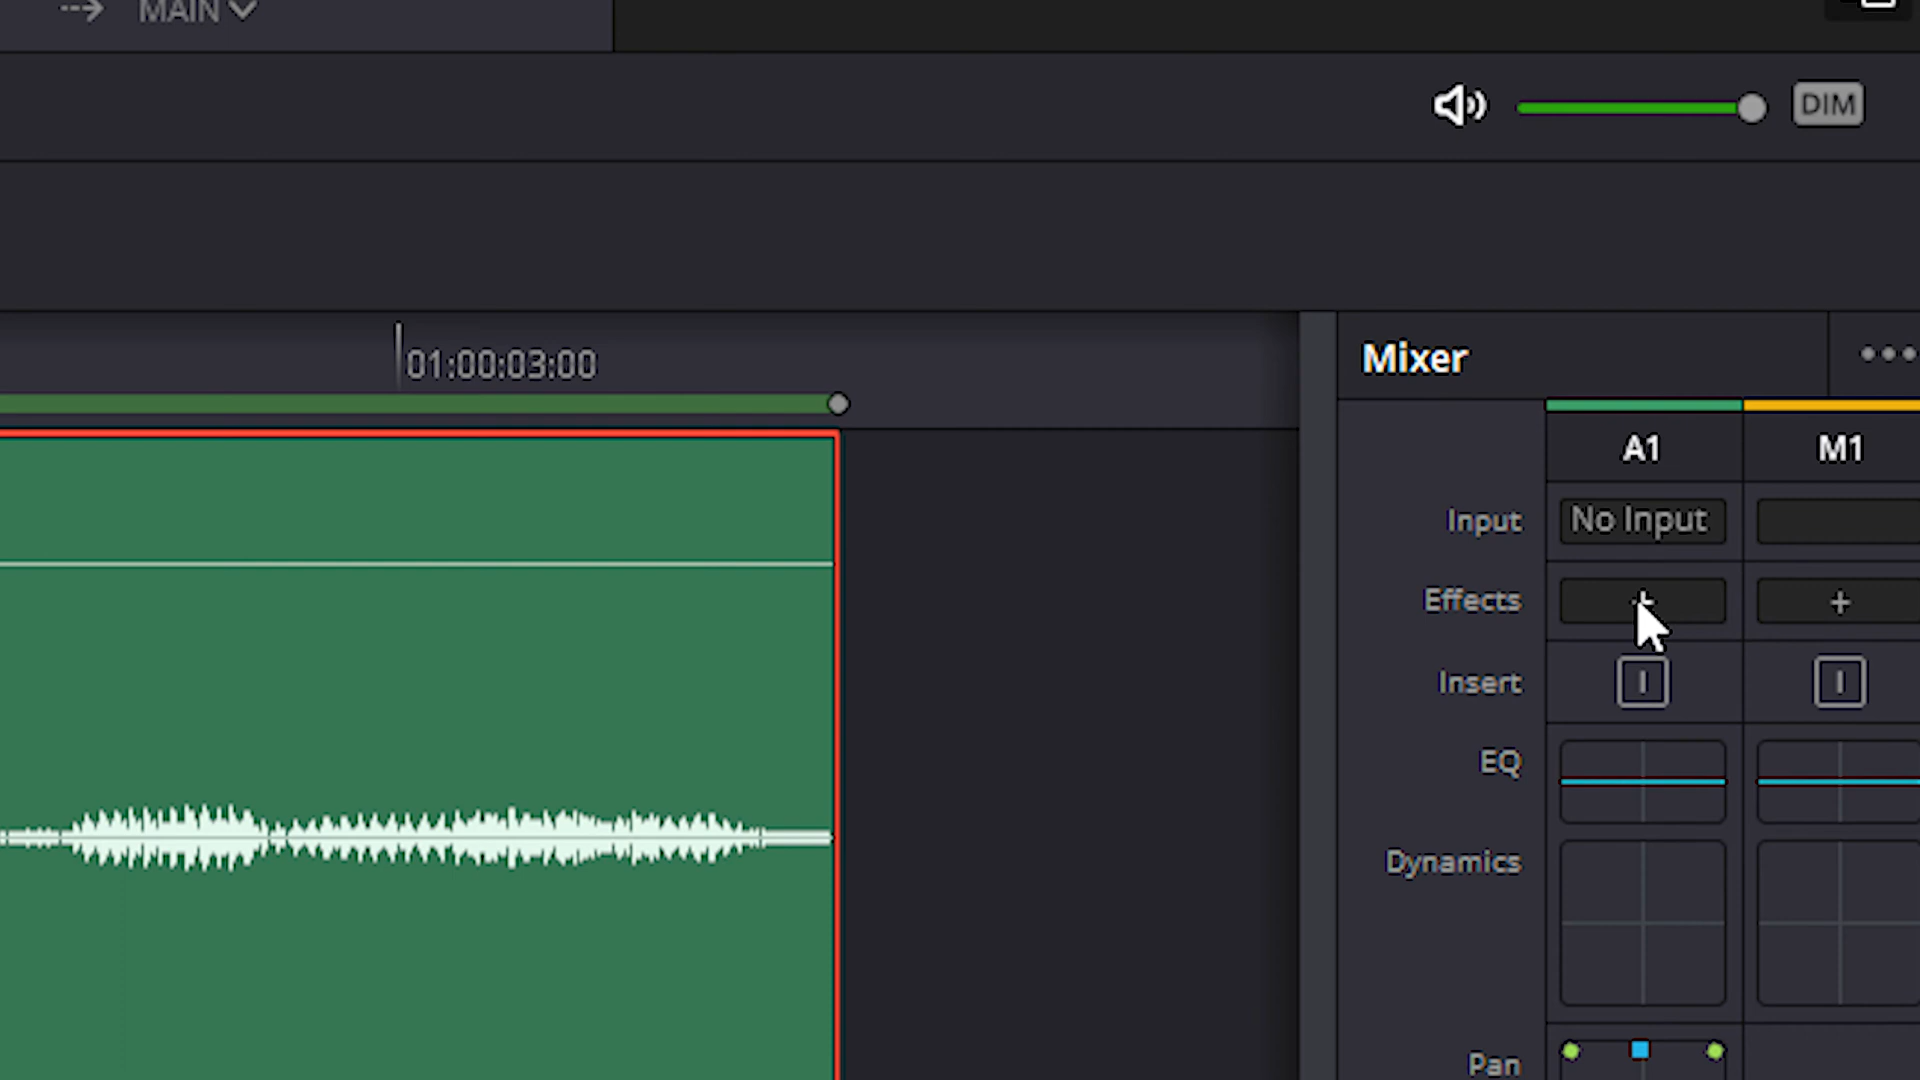 MAIN
DIM
01:00:03:00
Mixer
A1 M1
Input No Input
Effects + +
Insert I I
EQ
Dynamics
Pan